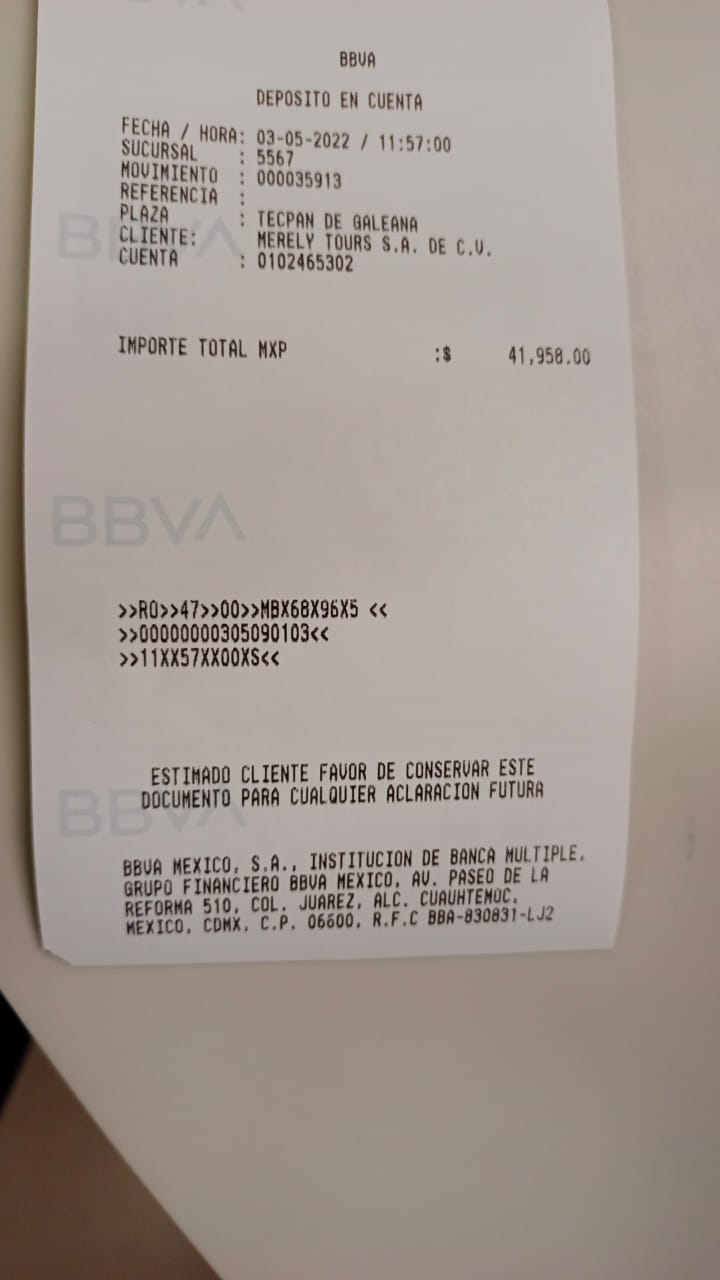 BBVA
DEPOSITO EN CUENTA
FECHA / HORA: 03-05-2022 / 11:57:00
SUCURSAL : 5567
MOVIMIENTO : 000035913
REFERENCIA :
PLAZA : TECPAN DE GALEANA
CLIENTE: MERELY TOURS S.A. DE C.V.
CUENTA : 0102465302
IMPORTE TOTAL MXP :$ 41,958.00
BBVA
>>RO>>47>>00>>MBX68X96X5 <<
>>00000000305090103<<
>>11XX57XX00XS<<
ESTIMADO CLIENTE FAVOR DE CONSERVAR ESTE
DOCUMENTO PARA CUALQUIER ACLARACION FUTURA
BBVA MEXICO, S.A., INSTITUCION DE BANCA MULTIPLE,
GRUPO FINANCIERO BBVA MEXICO, AV. PASEO DE LA
REFORMA 510, COL. JUAREZ, ALC. CUAUHTEMOC,
MEXICO, CDMX, C.P. 06600, R.F.C BBA-830831-LJ2